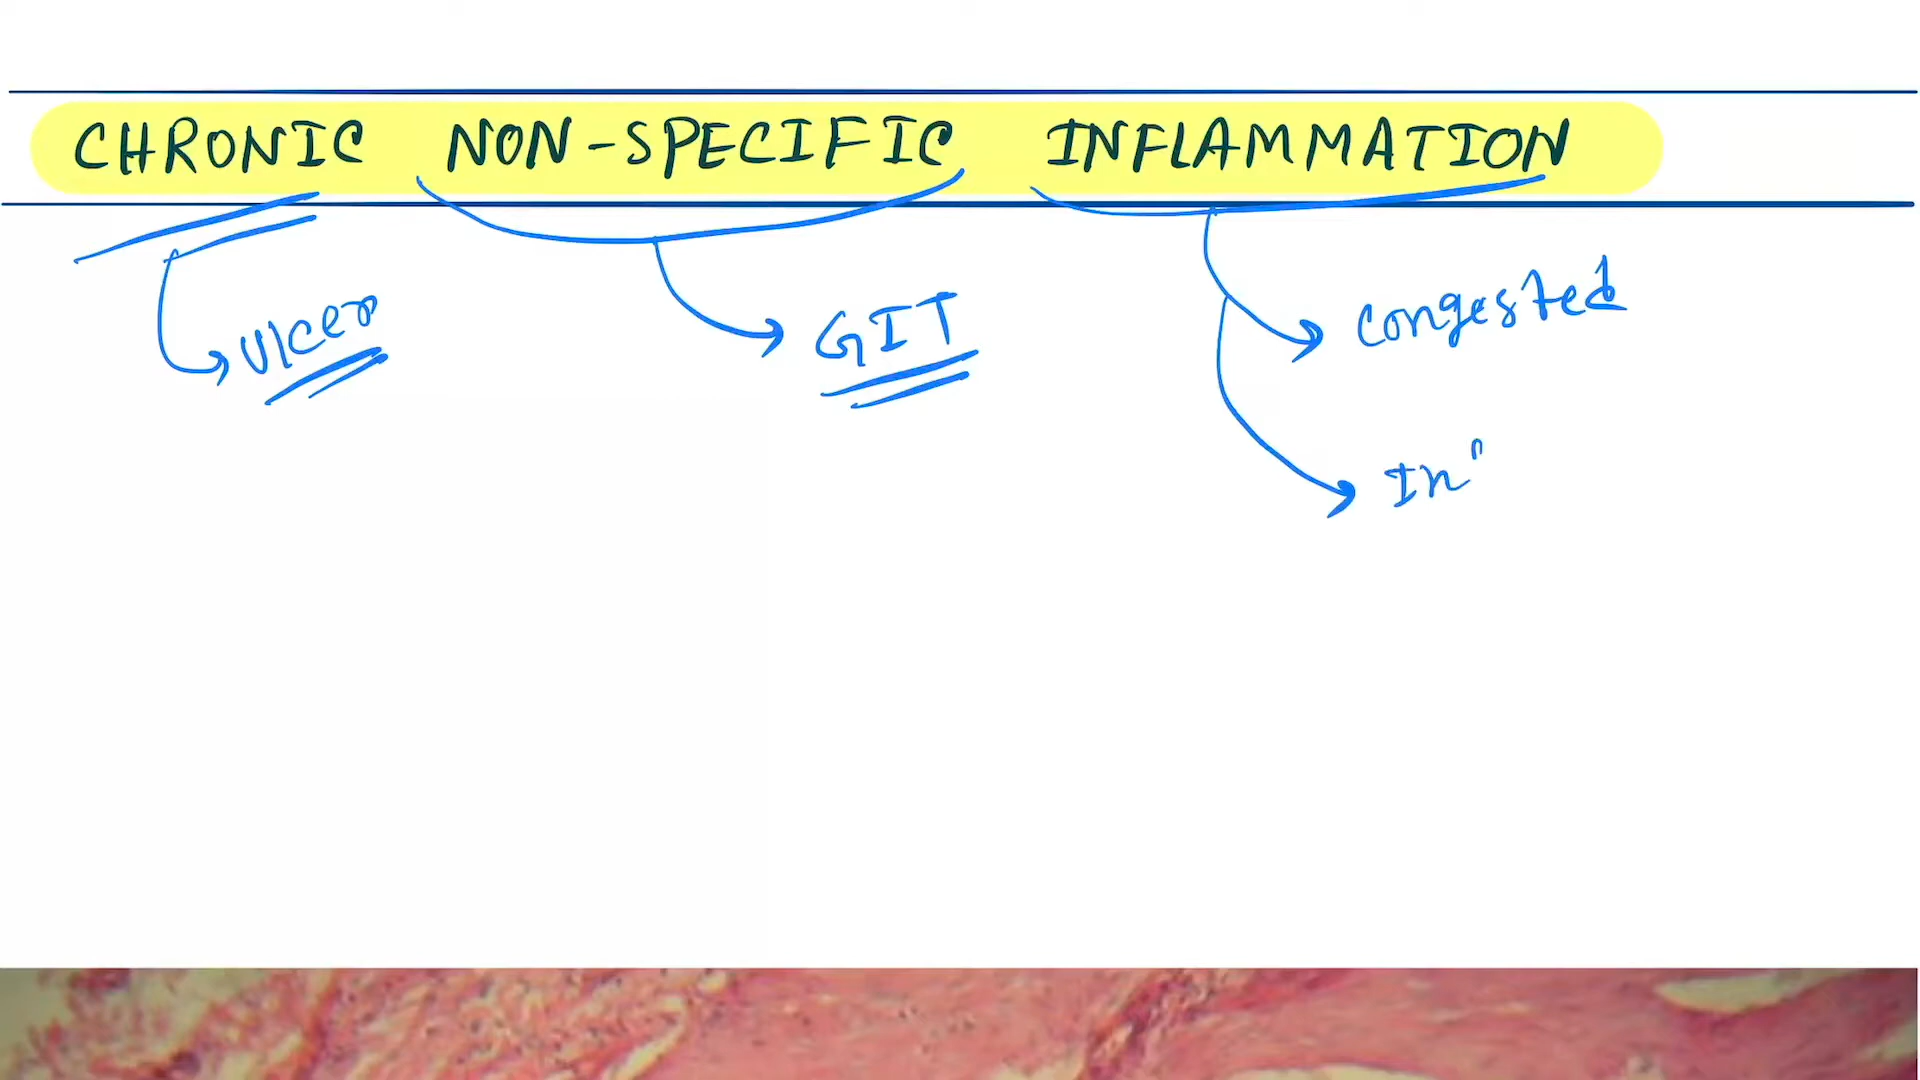 CHRONIC NON-SPECIFIC INFLAMMATION
Ulcer
GIT
Congested
In